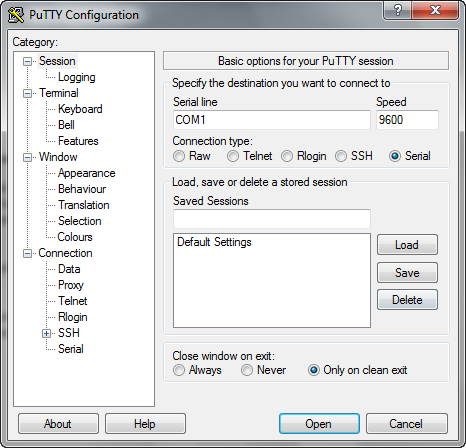 PuTTY Configuration
Category:
Session
Logging
Terminal
Keyboard
Bell
Features
Window
Appearance
Behaviour
Translation
Selection
Colours
Connection
Data
Proxy
Telnet
Rlogin
SSH
Serial
Basic options for your PuTTY session
Specify the destination you want to connect to
Serial line Speed
COM1 9600
Connection type:
Raw Telnet Rlogin SSH Serial
Load, save or delete a stored session
Saved Sessions
Default Settings
Load
Save
Delete
Close window on exit:
Always Never Only on clean exit
About Help Open Cancel